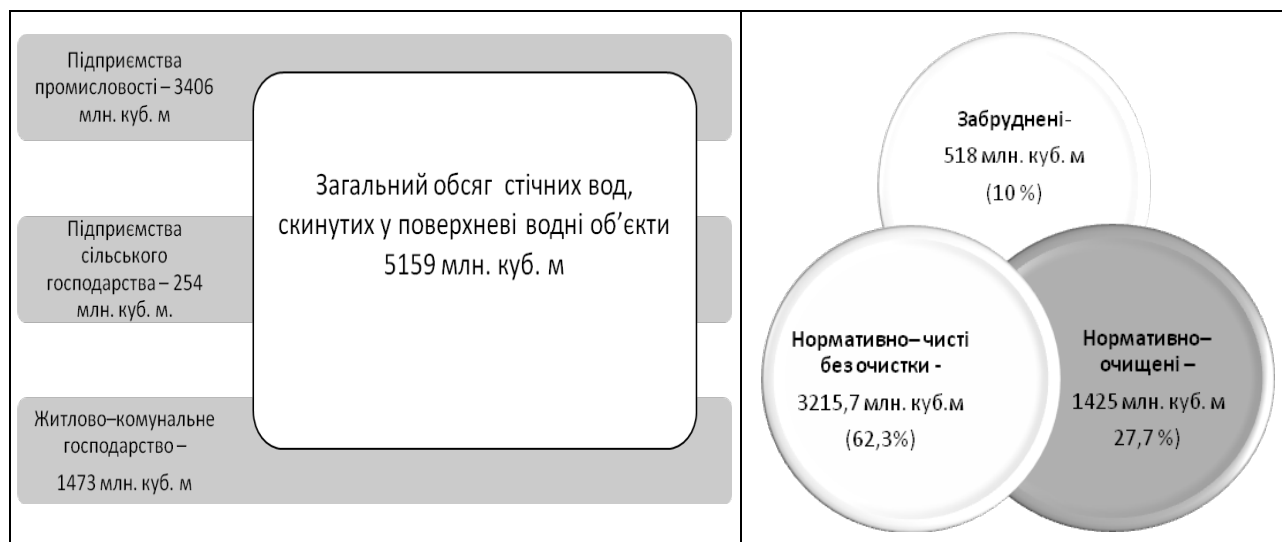 Підприємства
промисловості – 3406
млн. куб. м
Підприємства
сільського
господарства – 254
млн. куб. м.
Житлово–комунальне
господарство –
1473 млн. куб. м
Загальний обсяг стічних вод,
скинутих у поверхневі водні об’єкти
5159 млн. куб. м
Забруднені-
518 млн. куб. м
(10 %)
Нормативно– чисті
без очистки -
3215,7 млн. куб.м
(62,3%)
Нормативно–
очищені –
1425 млн. куб. м
27,7 %)